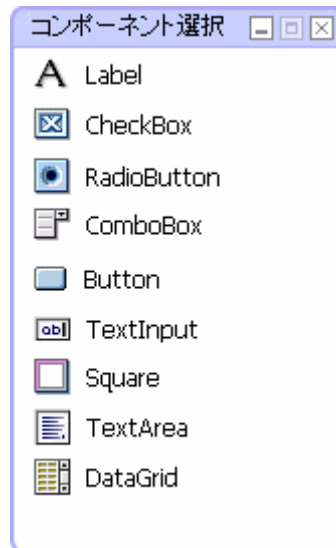 コンポーネント選択
Label
CheckBox
RadioButton
ComboBox
Button
TextInput
Square
TextArea
DataGrid